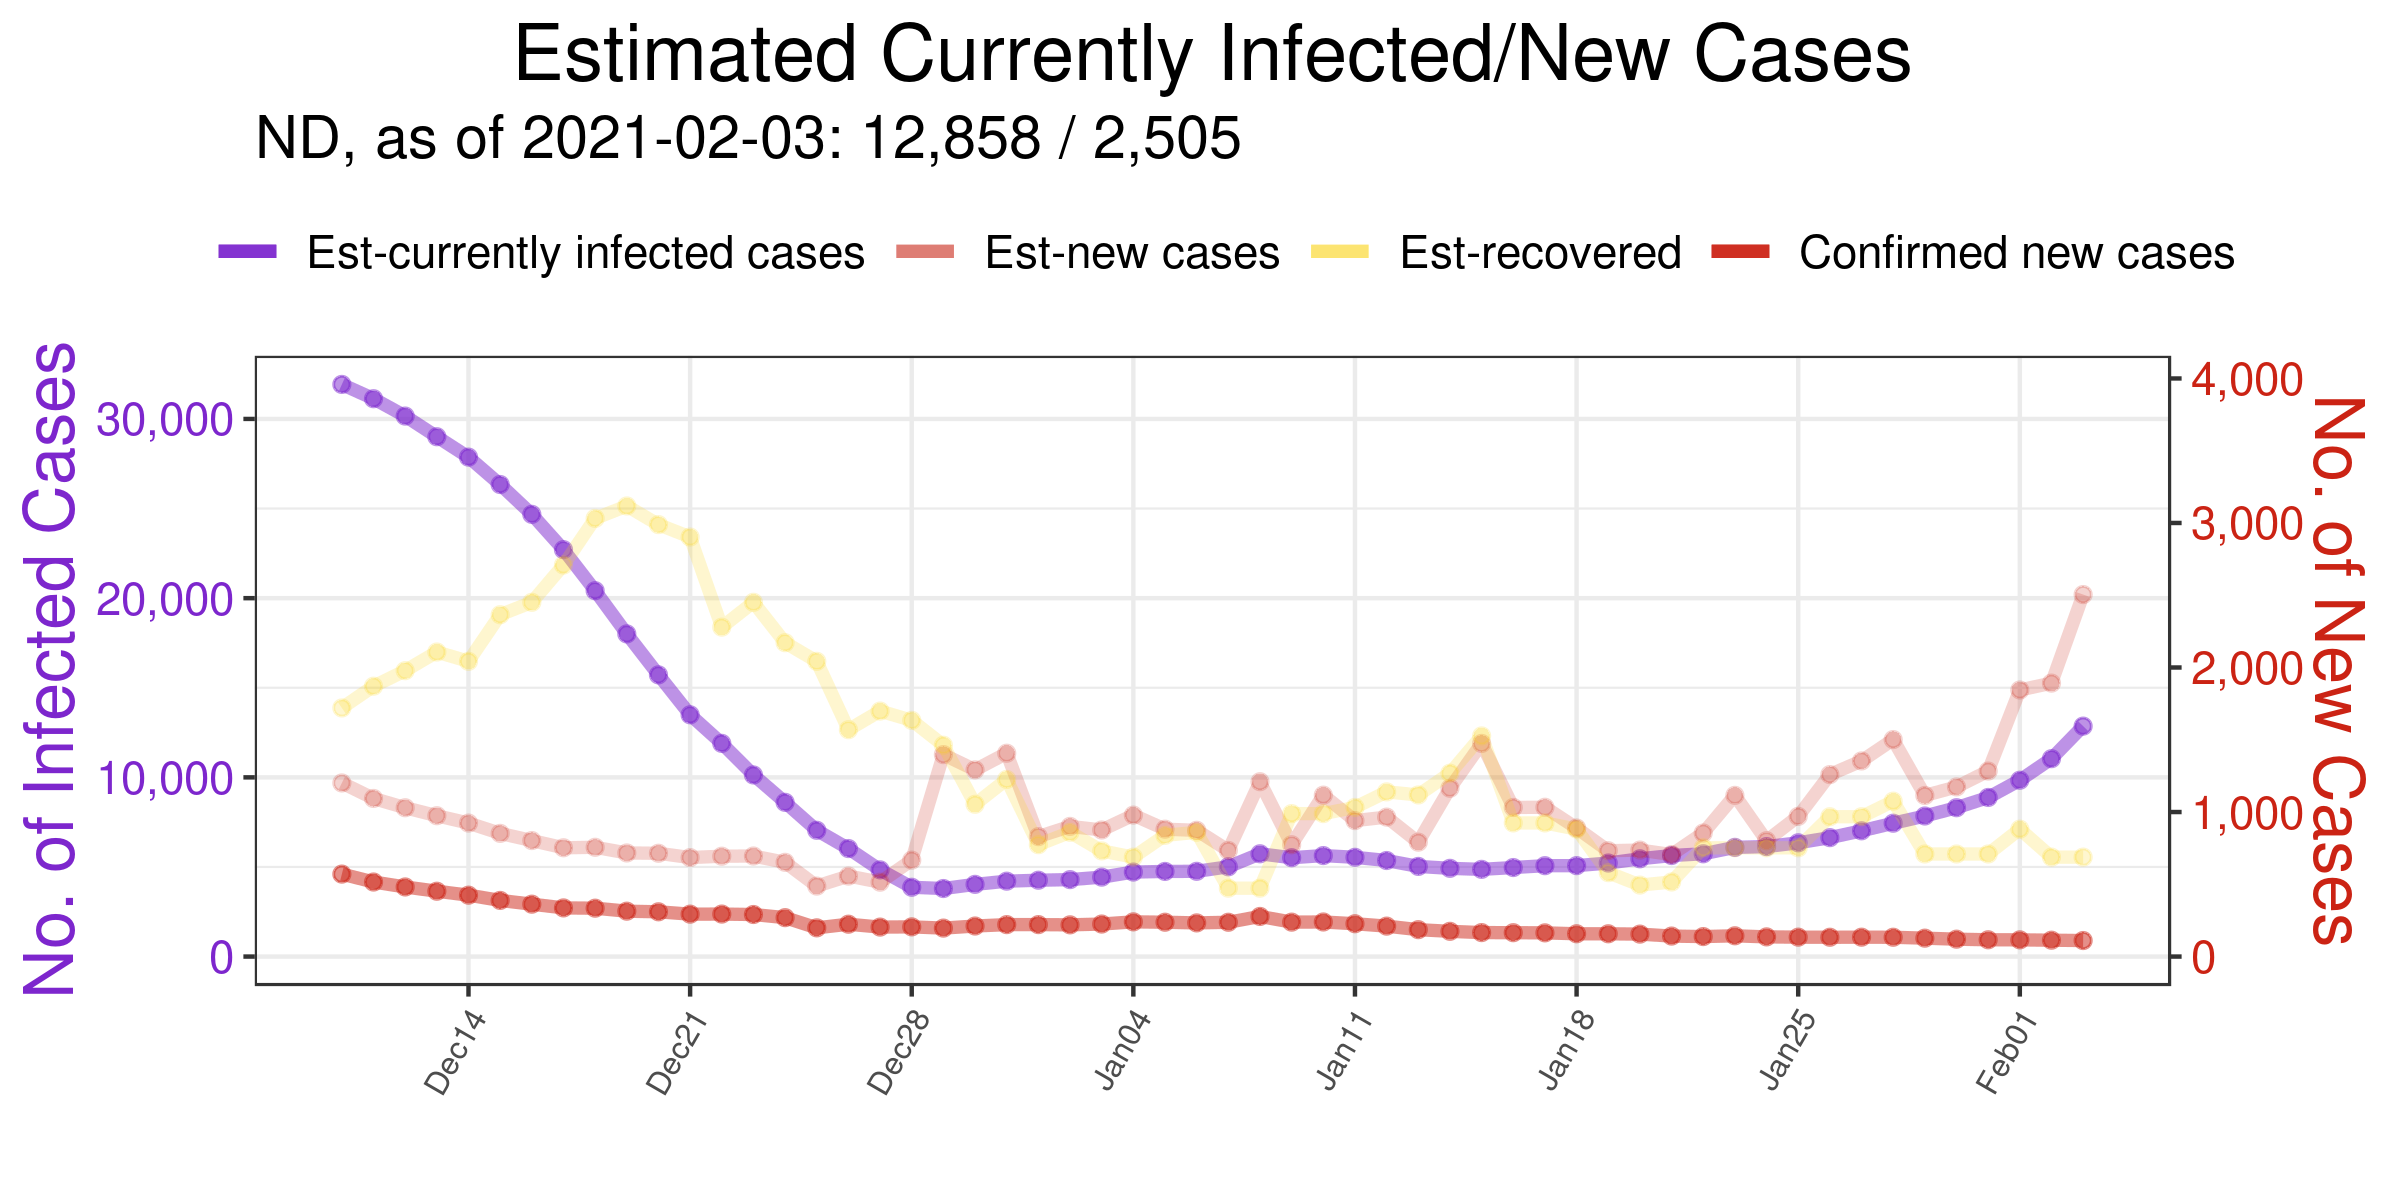 Estimated Currently Infected/New Cases
ND, as of 2021-02-03: 12,858 / 2,505
Est-currently infected cases Est-new cases Est-recovered Confirmed new cases
No. of Infected Cases
30,000
20,000
10,000
0
4,000
3,000
2,000
1,000
0
No. of New Cases
Dec14 Dec21 Dec28 Jan04 Jan11 Jan18 Jan25 Feb01